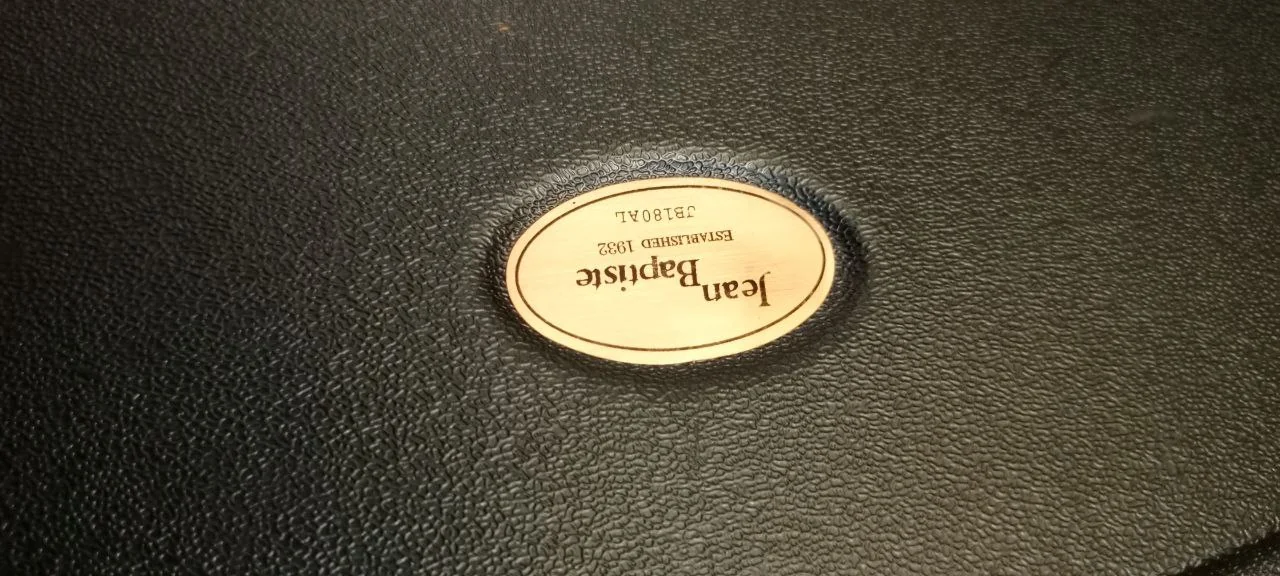 Jean
Baptiste
ESTABLISHED 1932
JB180AL